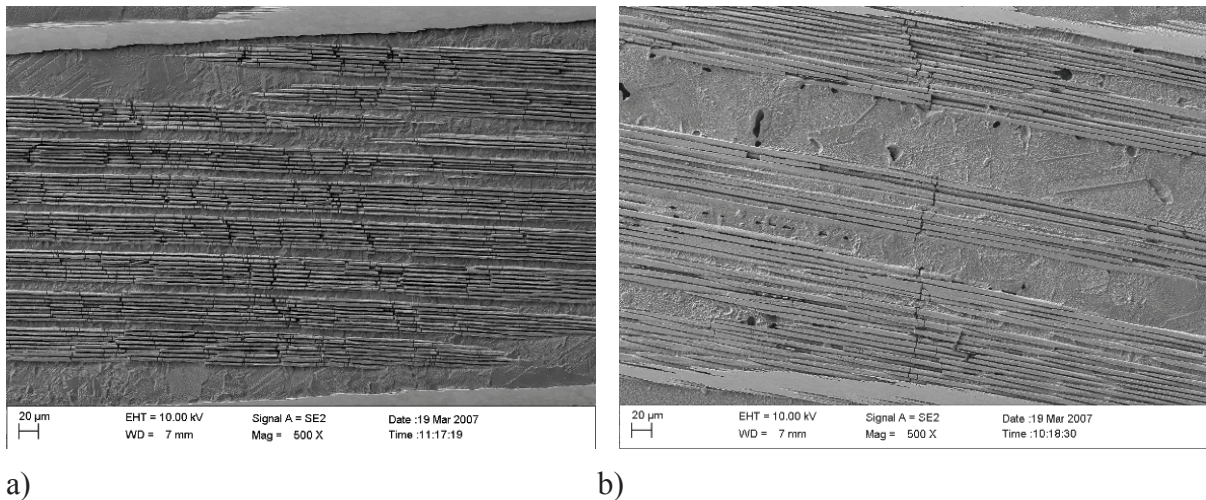 20 µm
EHT = 10.00 kV
Signal A = SE2
Date :19 Mar 2007
WD = 7 mm
Mag = 500 X
Time :11:17:19
20 µm
EHT = 10.00 kV
Signal A = SE2
Date :19 Mar 2007
WD = 7 mm
Mag = 500 X
Time :10:18:30
a)
b)